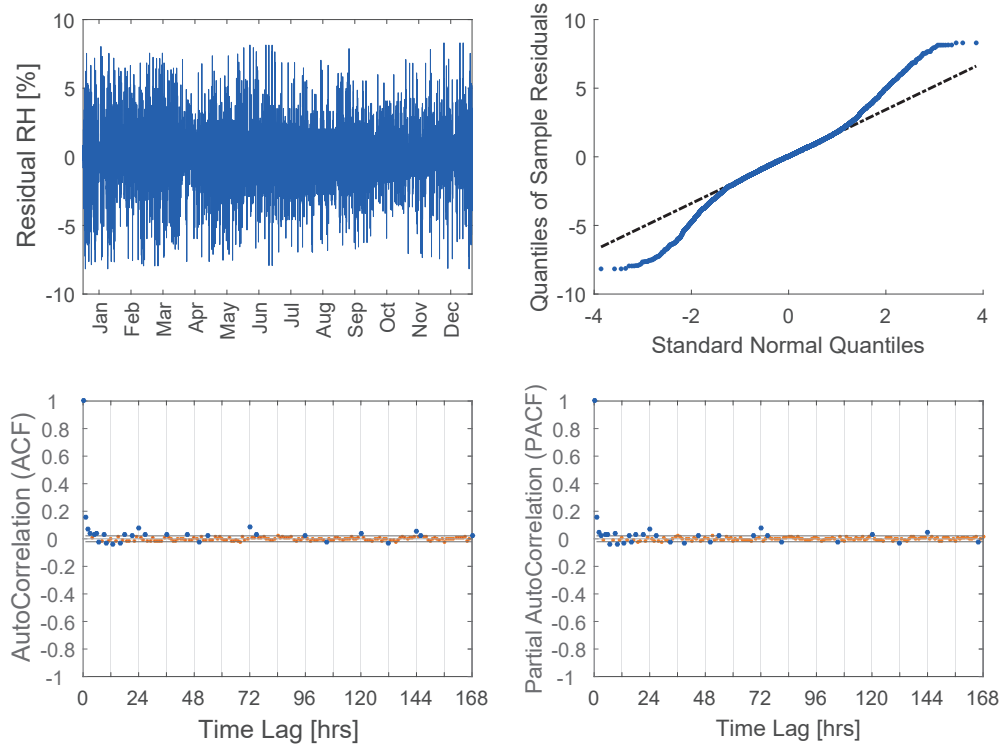 Residual RH [%]
10
5
0
-5
-10
Jan
Feb
Mar
Apr
May
Jun
Jul
Aug
Sep
Oct
Nov
Dec
Quantiles of Sample Residuals
10
5
0
-5
-10
-4
-2
0
2
4
Standard Normal Quantiles
AutoCorrelation (ACF)
1
0.8
0.6
0.4
0.2
0
-0.2
-0.4
-0.6
-0.8
-1
0
24
48
72
96
120
144
168
Time Lag [hrs]
Partial AutoCorrelation (PACF)
1
0.8
0.6
0.4
0.2
0
-0.2
-0.4
-0.6
-0.8
-1
0
24
48
72
96
120
144
168
Time Lag [hrs]